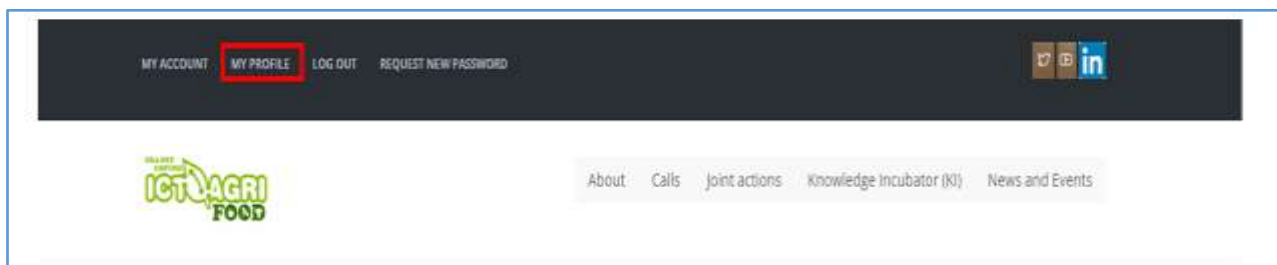 MY ACCOUNT MY PROFILE LOG OUT REQUEST NEW PASSWORD
in
ICT AGRI
FOOD
About Calls Joint actions Knowledge Incubator (KI) News and Events